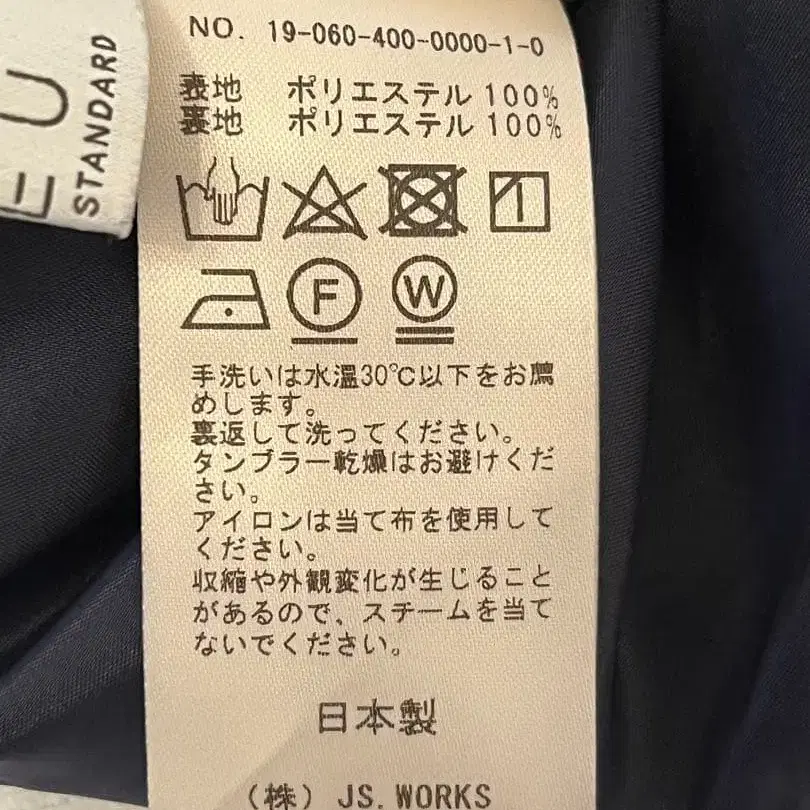 EU
STANDARD
NO. 19-060-400-0000-1-0
表地 ポリエステル 100%
裏地 ポリエステル 100%
F
W
手洗いは水温30℃以下をお薦
めします。
裏返して洗ってください。
タンブラー乾燥はお避けくだ
さい。
アイロンは当て布を使用して
ください。
収縮や外観変化が生じること
があるので、スチームを当て
ないでください。
日本製
(株) JS.WORKS